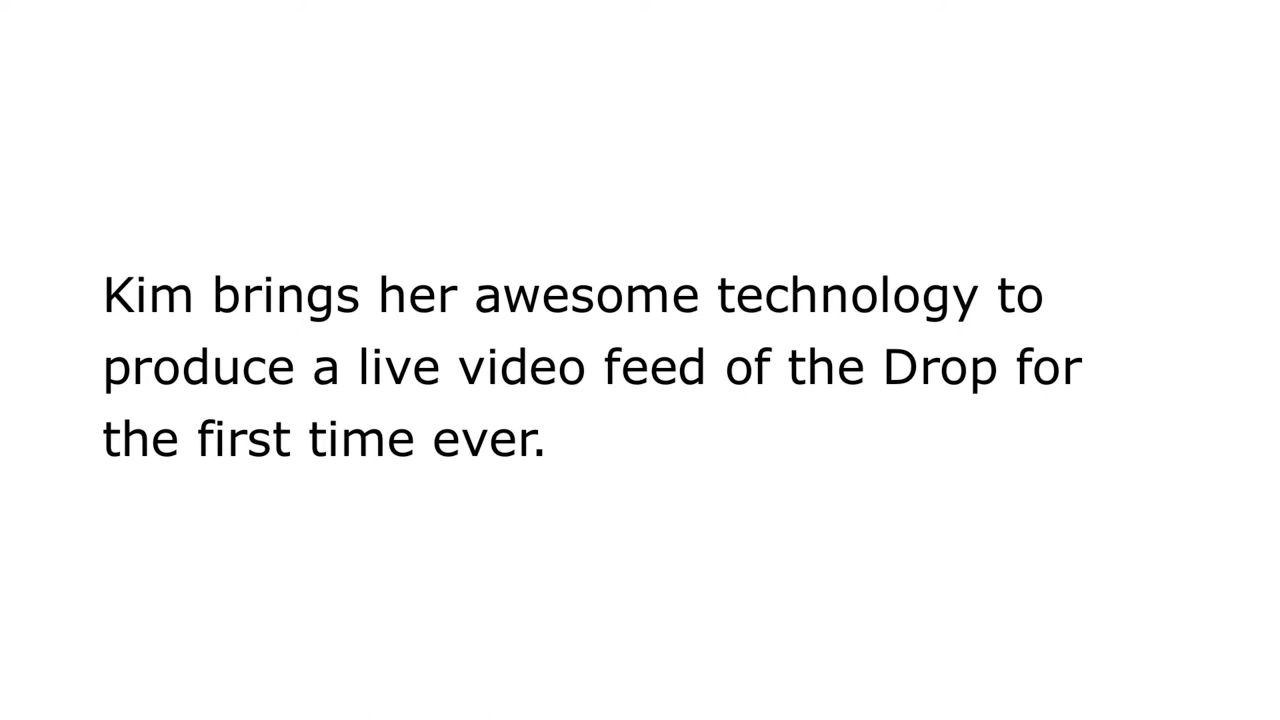 Kim brings her awesome technology to
produce a live video feed of the Drop for
the first time ever.